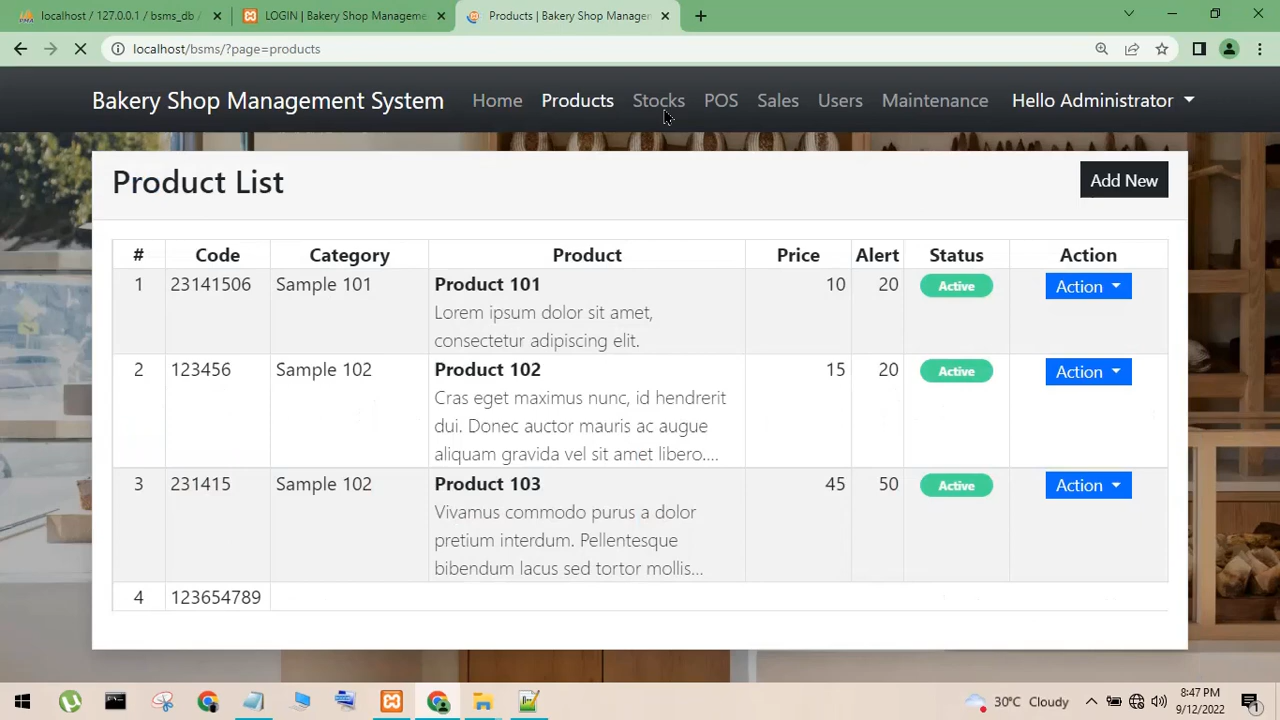 localhost / 127.0.0.1 / bsms_db /
LOGIN | Bakery Shop Manageme
Products | Bakery Shop Manager
localhost/bsms/?page=products
Bakery Shop Management System
Home
Products
Stocks
POS
Sales
Users
Maintenance
Hello Administrator
Product List
Add New
# Code Category Product Price Alert Status Action
1 23141506 Sample 101 Product 101 10 20 Active Action
Lorem ipsum dolor sit amet,
consectetur adipiscing elit.
2 123456 Sample 102 Product 102 15 20 Active Action
Cras eget maximus nunc, id hendrerit
dui. Donec auctor mauris ac augue
aliquam gravida vel sit amet libero....
3 231415 Sample 102 Product 103 45 50 Active Action
Vivamus commodo purus a dolor
pretium interdum. Pellentesque
bibendum lacus sed tortor mollis...
4 123654789
30°C Cloudy
8:47 PM
9/12/2022